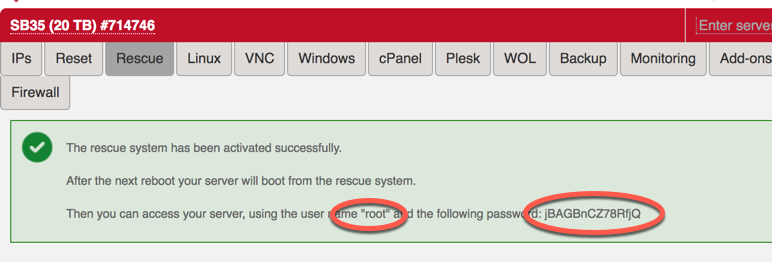 SB35 (20 TB) #714746
Enter server
IPs Reset Rescue Linux VNC Windows cPanel Plesk WOL Backup Monitoring Add-ons
Firewall
The rescue system has been activated successfully.
After the next reboot your server will boot from the rescue system.
Then you can access your server, using the user name "root" and the following password: jBAGBnCZ78RfjQ